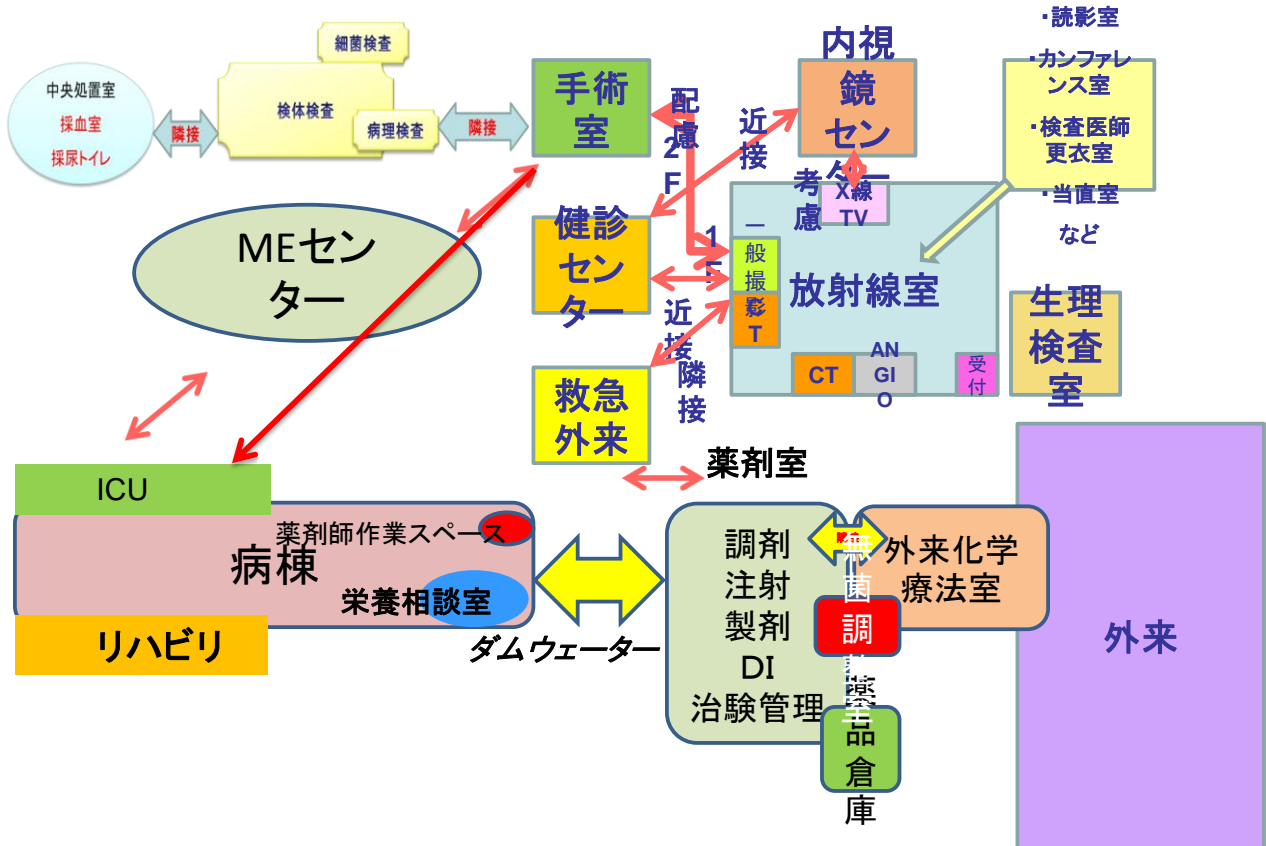 細菌検査
中央処置室
採血室
採尿トイレ
隣接
検体検査
病理検査
隣接
手術
室
配慮
2F
近接
内視
鏡
セン
ター
・読影室
・カンファレ
ンス室
・検査医師
更衣室
・当直室
など
考慮
X線
TV
MEセン
ター
健診
セン
ター
1F
一般撮影
CT
放射線室
近接
隣接
CT
AN
GI
O
受付
生理
検査
室
救急
外来
薬剤室
ICU
薬剤師作業スペース
病棟
栄養相談室
リハビリ
ダムウェーター
調剤
注射
製剤
DI
治験管理
無菌調製室
薬品倉庫
外来化学
療法室
外来